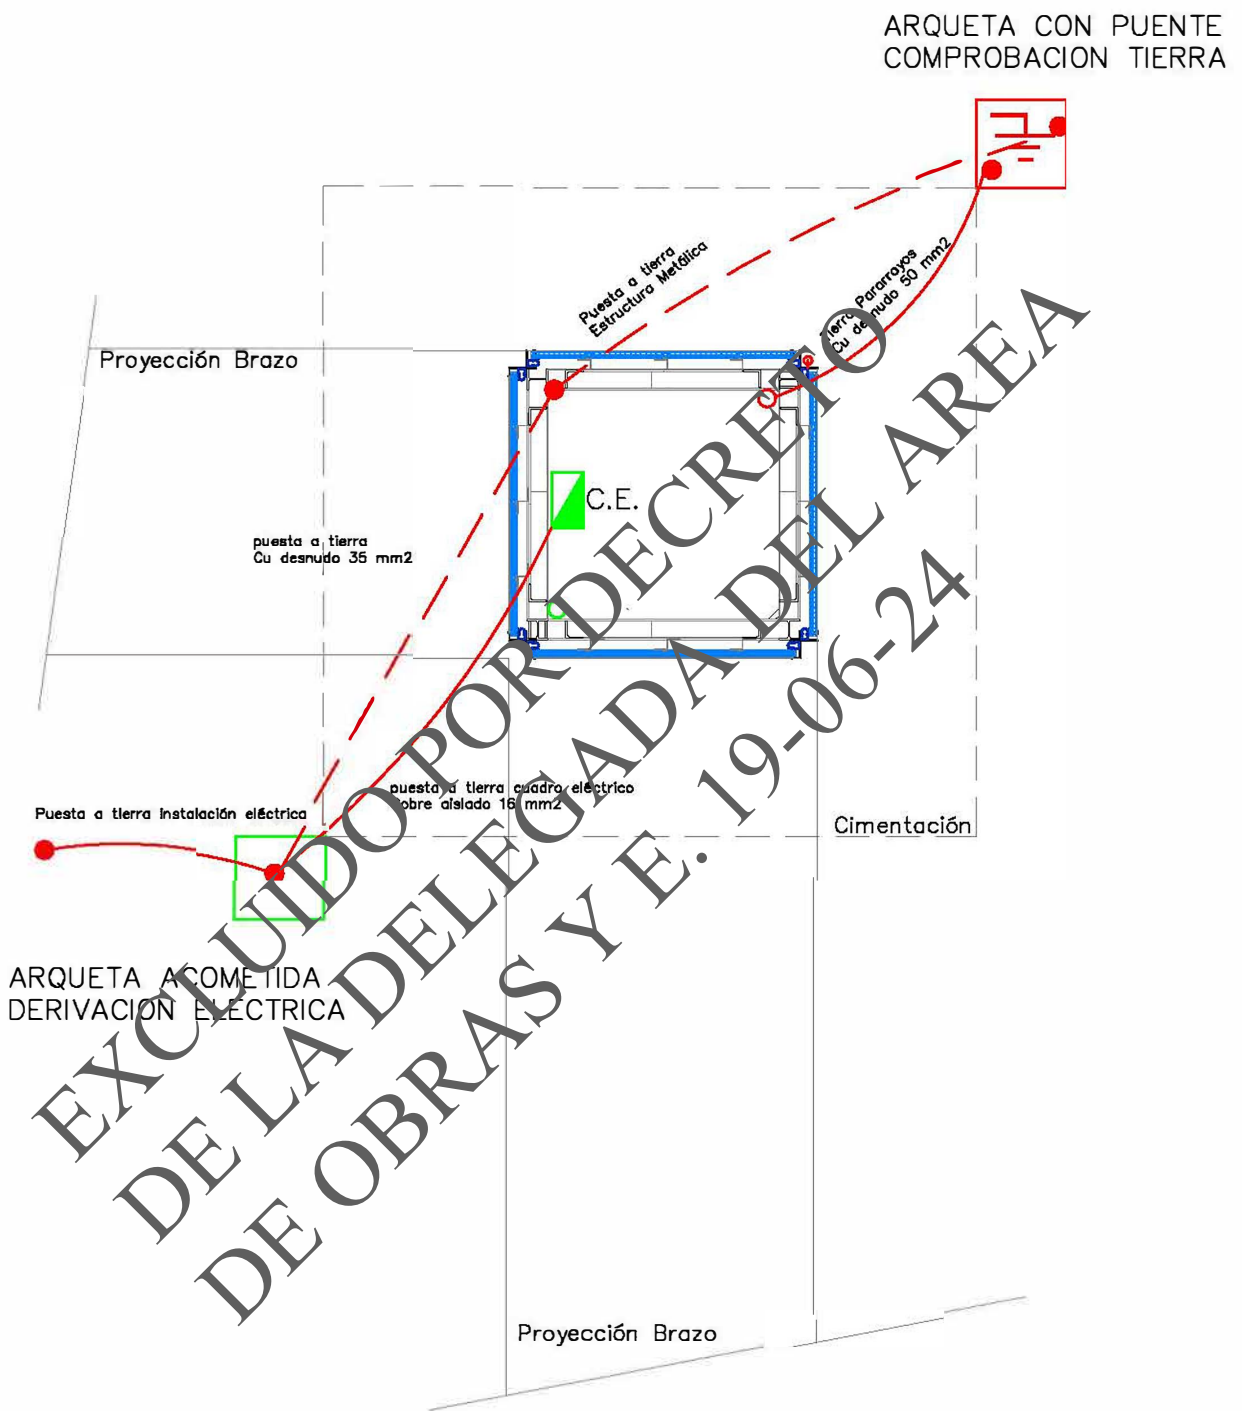 ARQUETA CON PUENTE
COMPROBACION TIERRA
Puesta a tierra
Estructura Metálica
Tierra Pararrayos
Cu desnudo 50 mm2
Proyección Brazo
C.E.
puesta a tierra
Cu desnudo 35 mm2
puesta a tierra cuadro eléctrico
cobre aislado 16 mm2
Puesta a tierra instalación eléctrica
Cimentación
ARQUETA ACOMETIDA
DERIVACION ELECTRICA
EXCLUIDO POR DECRETO
DE LA DELEGADA DEL AREA
DE OBRAS Y E. 19-06-24
Proyección Brazo